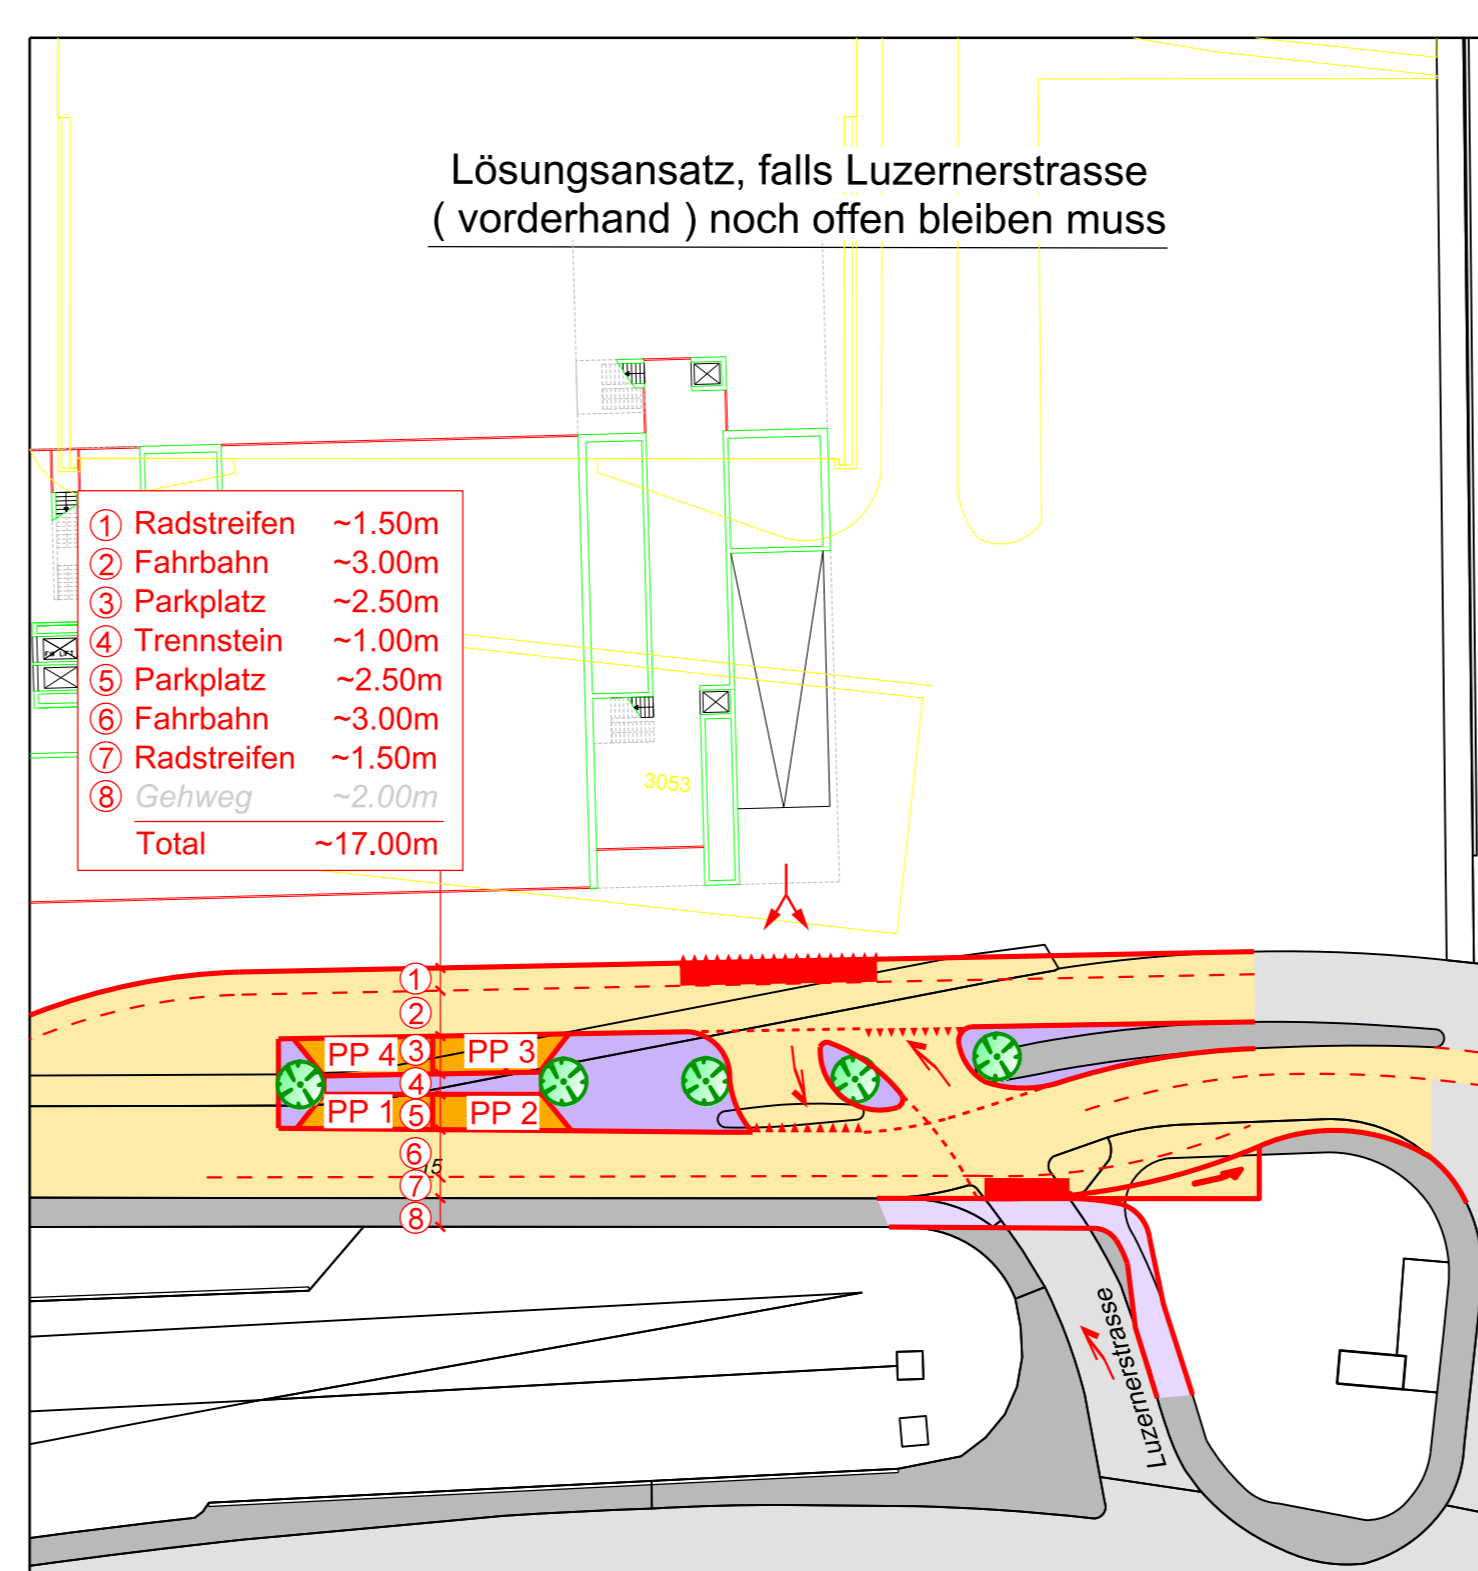 Lösungsansatz, falls Luzernerstrasse
( vorderhand ) noch offen bleiben muss
① Radstreifen ~1.50m
② Fahrbahn ~3.00m
③ Parkplatz ~2.50m
④ Trennstein ~1.00m
⑤ Parkplatz ~2.50m
⑥ Fahrbahn ~3.00m
⑦ Radstreifen ~1.50m
⑧ Gehweg ~2.00m
Total ~17.00m
3053
①
②
PP 4 ③ PP 3
④
PP 1 ⑤ PP 2
⑥
15
⑦
⑧
Luzernerstrasse